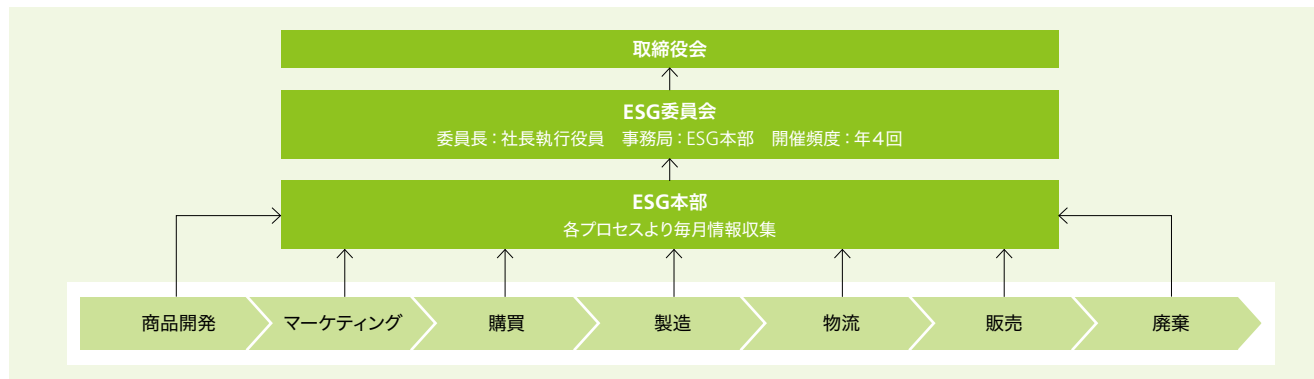 取締役会
ESG委員会
委員長：社長執行役員　事務局：ESG本部　開催頻度：年4回
ESG本部
各プロセスより毎月情報収集
商品開発
マーケティング
購買
製造
物流
販売
廃棄